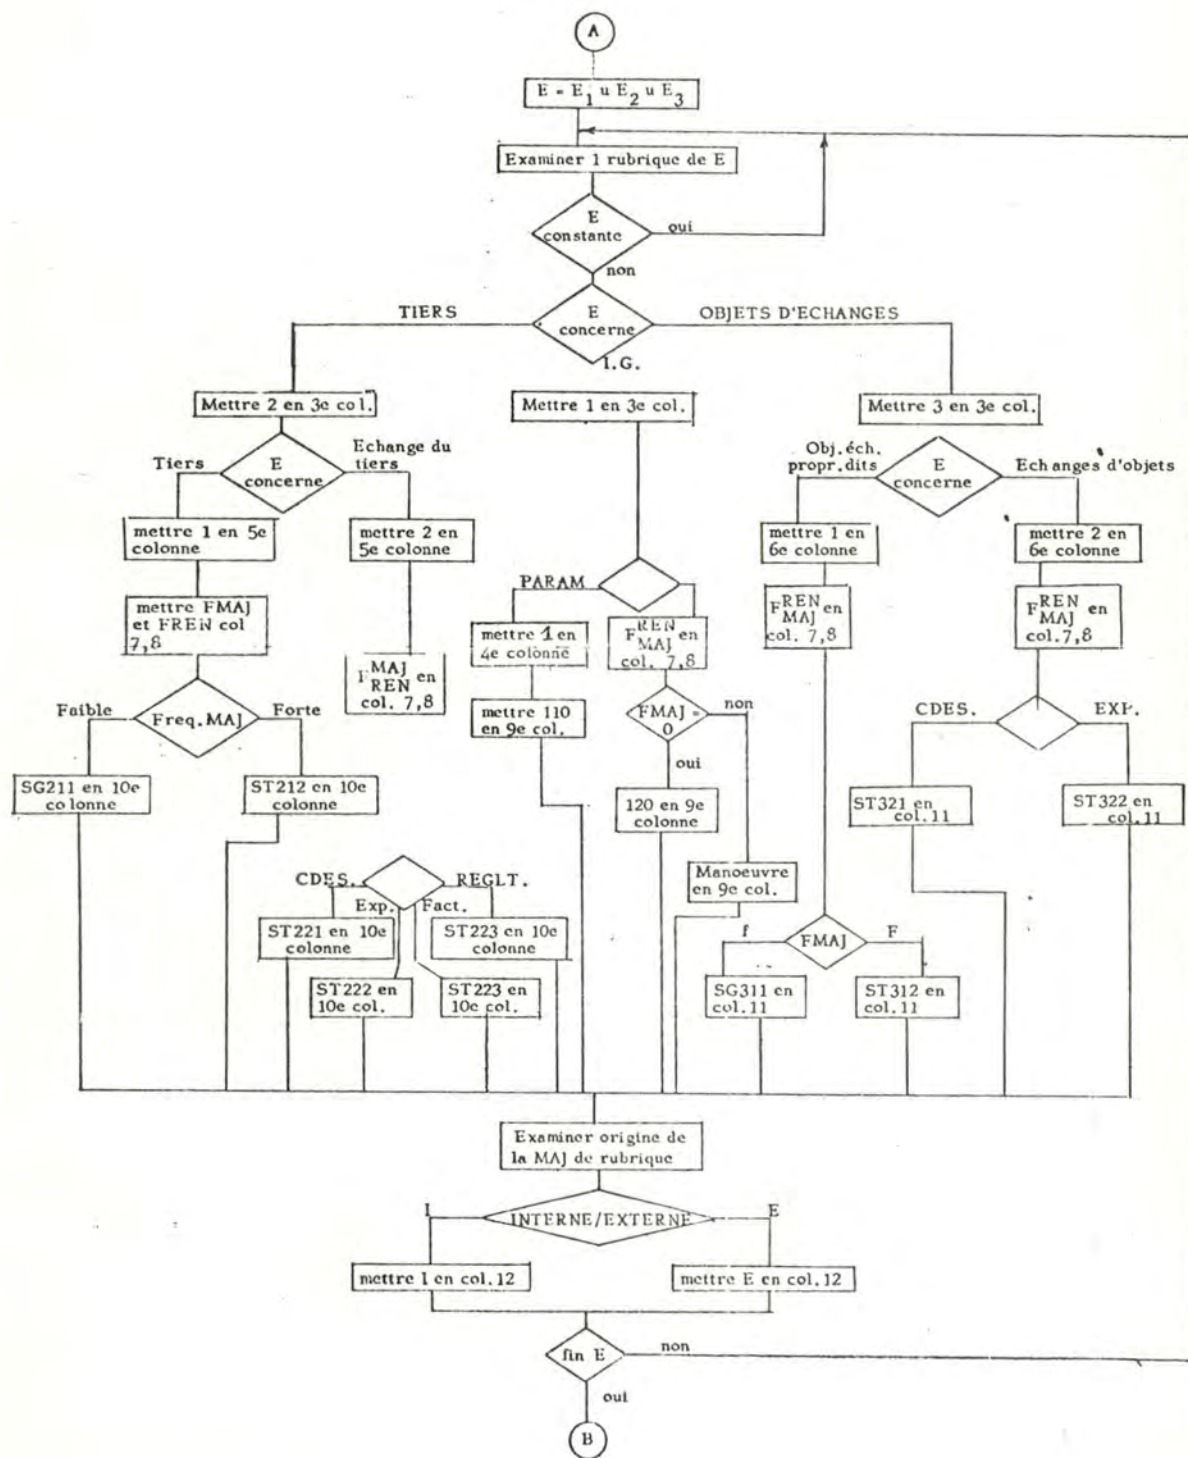 A
E = E1 u E2 u E3
Examiner 1 rubrique de E
E
constante
oui
non
TIERS
E
concerne
OBJETS D'ECHANGES
I.G.
Mettre 2 en 3e col.
Mettre 1 en 3e col.
Mettre 3 en 3e col.
Tiers
E
concerne
Echange du
tiers
Obj.éch.
propr.dits
E
concerne
Echanges d'objets
mettre 1 en 5e
colonne
mettre 2 en
5e colonne
mettre 1 en
6e colonne
mettre 2 en
6e colonne
PARAM
mettre FMAJ
et FREN col
7,8
mettre 1 en
4e colonne
REN
F en
MAJ
col. 7,8
REN
F en
MAJ
col. 7,8
REN
F en
MAJ
col.7,8
MAJ
F en
REN
col. 7,8
Faible
Freq.MAJ
Forte
mettre 110
en 9e col.
FMAJ =
0
non
oui
CDES.
EXP.
SG211 en 10e
colonne
ST212 en 10e
colonne
120 en 9e
colonne
ST321 en
col.11
ST322 en
col.11
CDES.
REGLT.
Exp.
Fact.
Manoeuvre
en 9e col.
ST221 en 10e
colonne
ST223 en 10e
colonne
f
FMAJ
F
ST222 en
10e col.
ST223 en
10e col.
SG311 en
col.11
ST312 en
col.11
Examiner origine de
la MAJ de rubrique
I
INTERNE/EXTERNE
E
mettre I en col.12
mettre E en col.12
fin E
non
oui
B